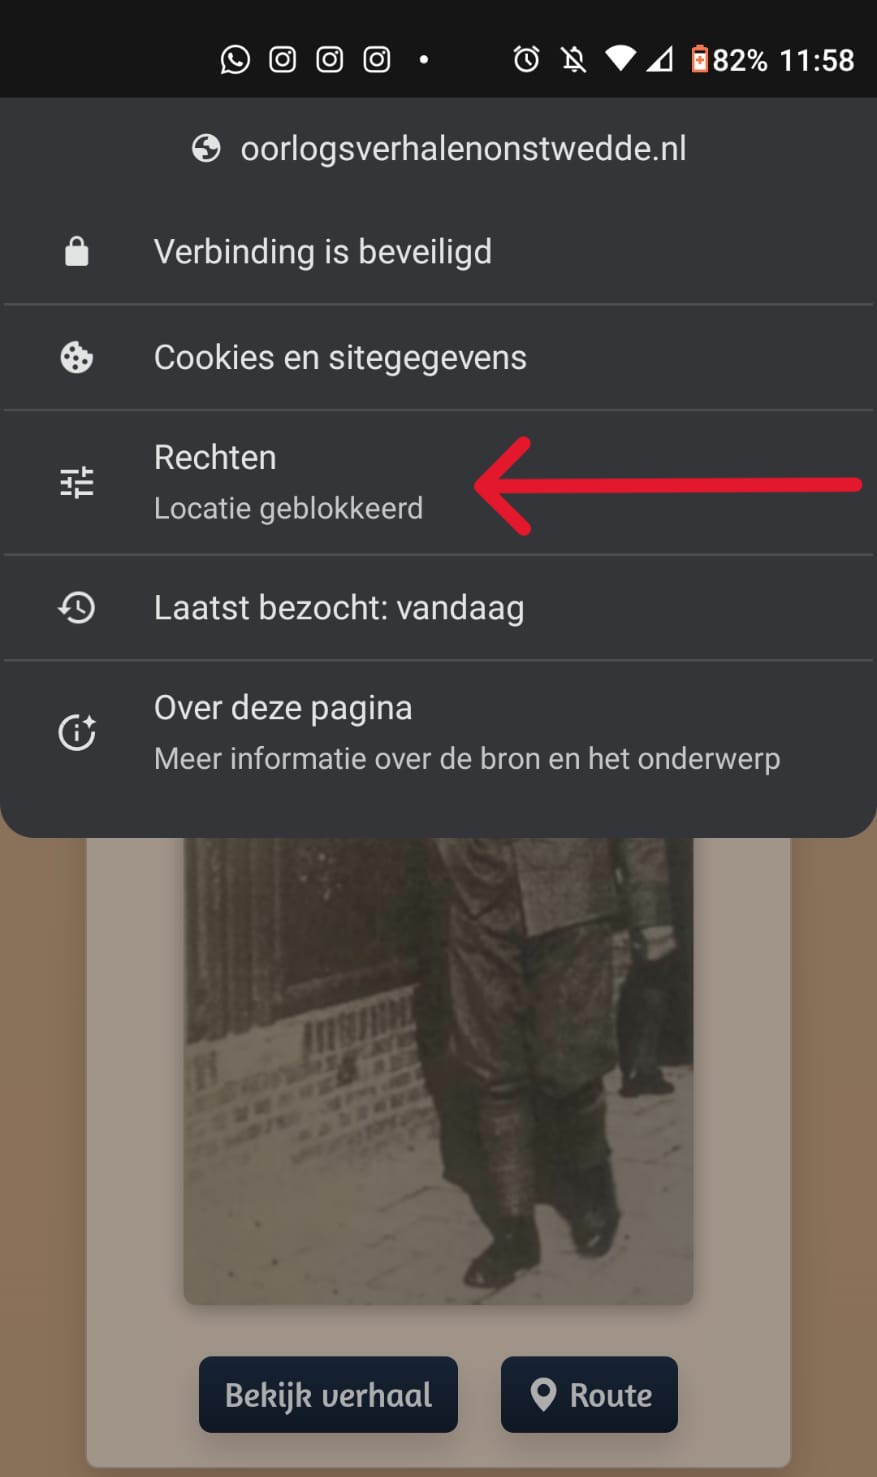 82% 11:58
oorlogsverhalenonstwedde.nl
Verbinding is beveiligd
Cookies en sitegegevens
Rechten
Locatie geblokkeerd
Laatst bezocht: vandaag
Over deze pagina
Meer informatie over de bron en het onderwerp
Bekijk verhaal
Route